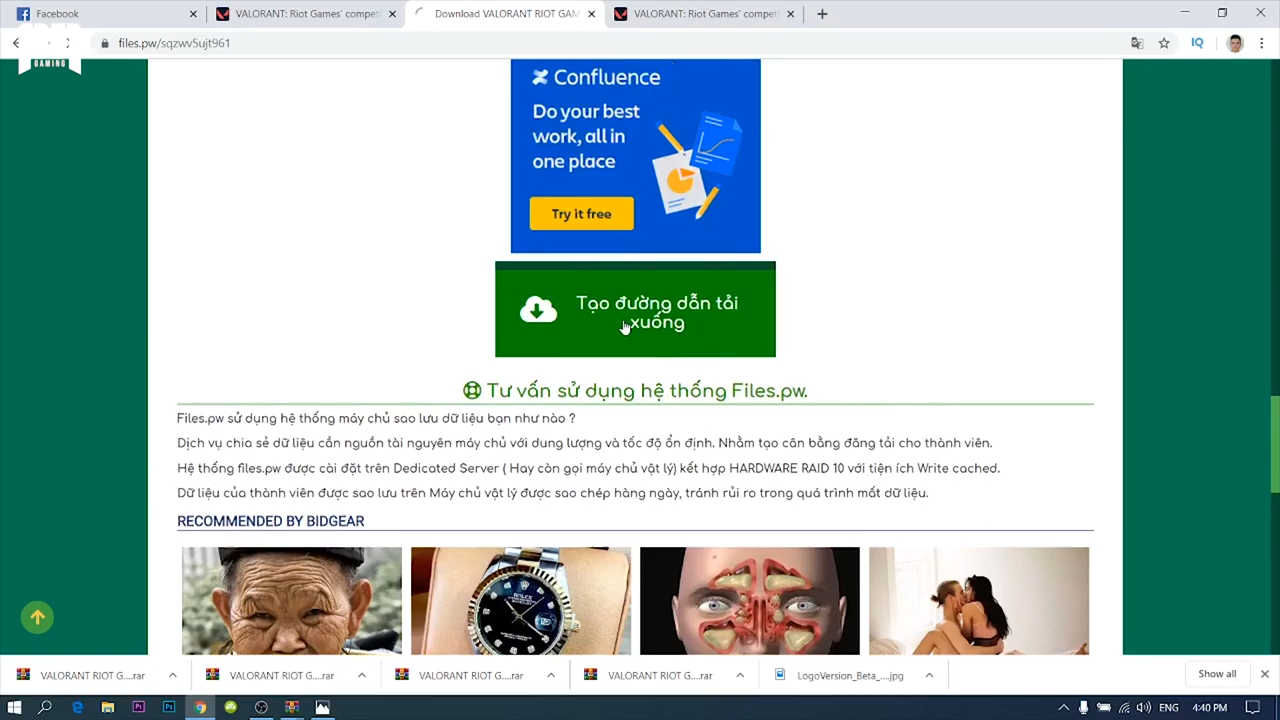 Facebook
VALORANT: Riot Games' competi
Download VALORANT RIOT GAM
VALORANT: Riot Games' competi
files.pw/sqzwv5ujt961
IQ
GAMING
Confluence
Do your best
work, all in
one place
Try it free
Tạo đường dẫn tải
xuống
Tư vấn sử dụng hệ thống Files.pw.
Files.pw sử dụng hệ thống máy chủ sao lưu dữ liệu bạn như nào ?
Dịch vụ chia sẻ dữ liệu cần nguồn tài nguyên máy chủ với dung lượng và tốc độ ổn định. Nhằm tạo cân bằng đăng tải cho thành viên.
Hệ thống files.pw được cài đặt trên Dedicated Server ( Hay còn gọi máy chủ vật lý) kết hợp HARDWARE RAID 10 với tiện ích Write cached.
Dữ liệu của thành viên được sao lưu trên Máy chủ vật lý được sao chép hàng ngày, tránh rủi ro trong quá trình mất dữ liệu.
RECOMMENDED BY BIDGEAR
ROLEX
VALORANT RIOT G....rar
VALORANT RIOT G....rar
VALORANT RIOT G....rar
VALORANT RIOT G....rar
LogoVersion_Beta_....jpg
Show all
Pr
Ps
ENG
4:40 PM